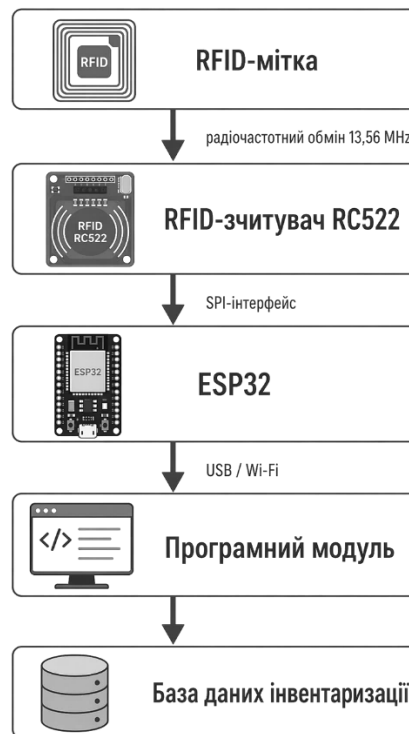 RFID
RFID-мітка
радіочастотний обмін 13,56 MHz
RFID
RC522
RFID-зчитувач RC522
SPI-інтерфейс
ESP32
ESP32
USB / Wi-Fi
</>
Програмний модуль
База даних інвентаризації